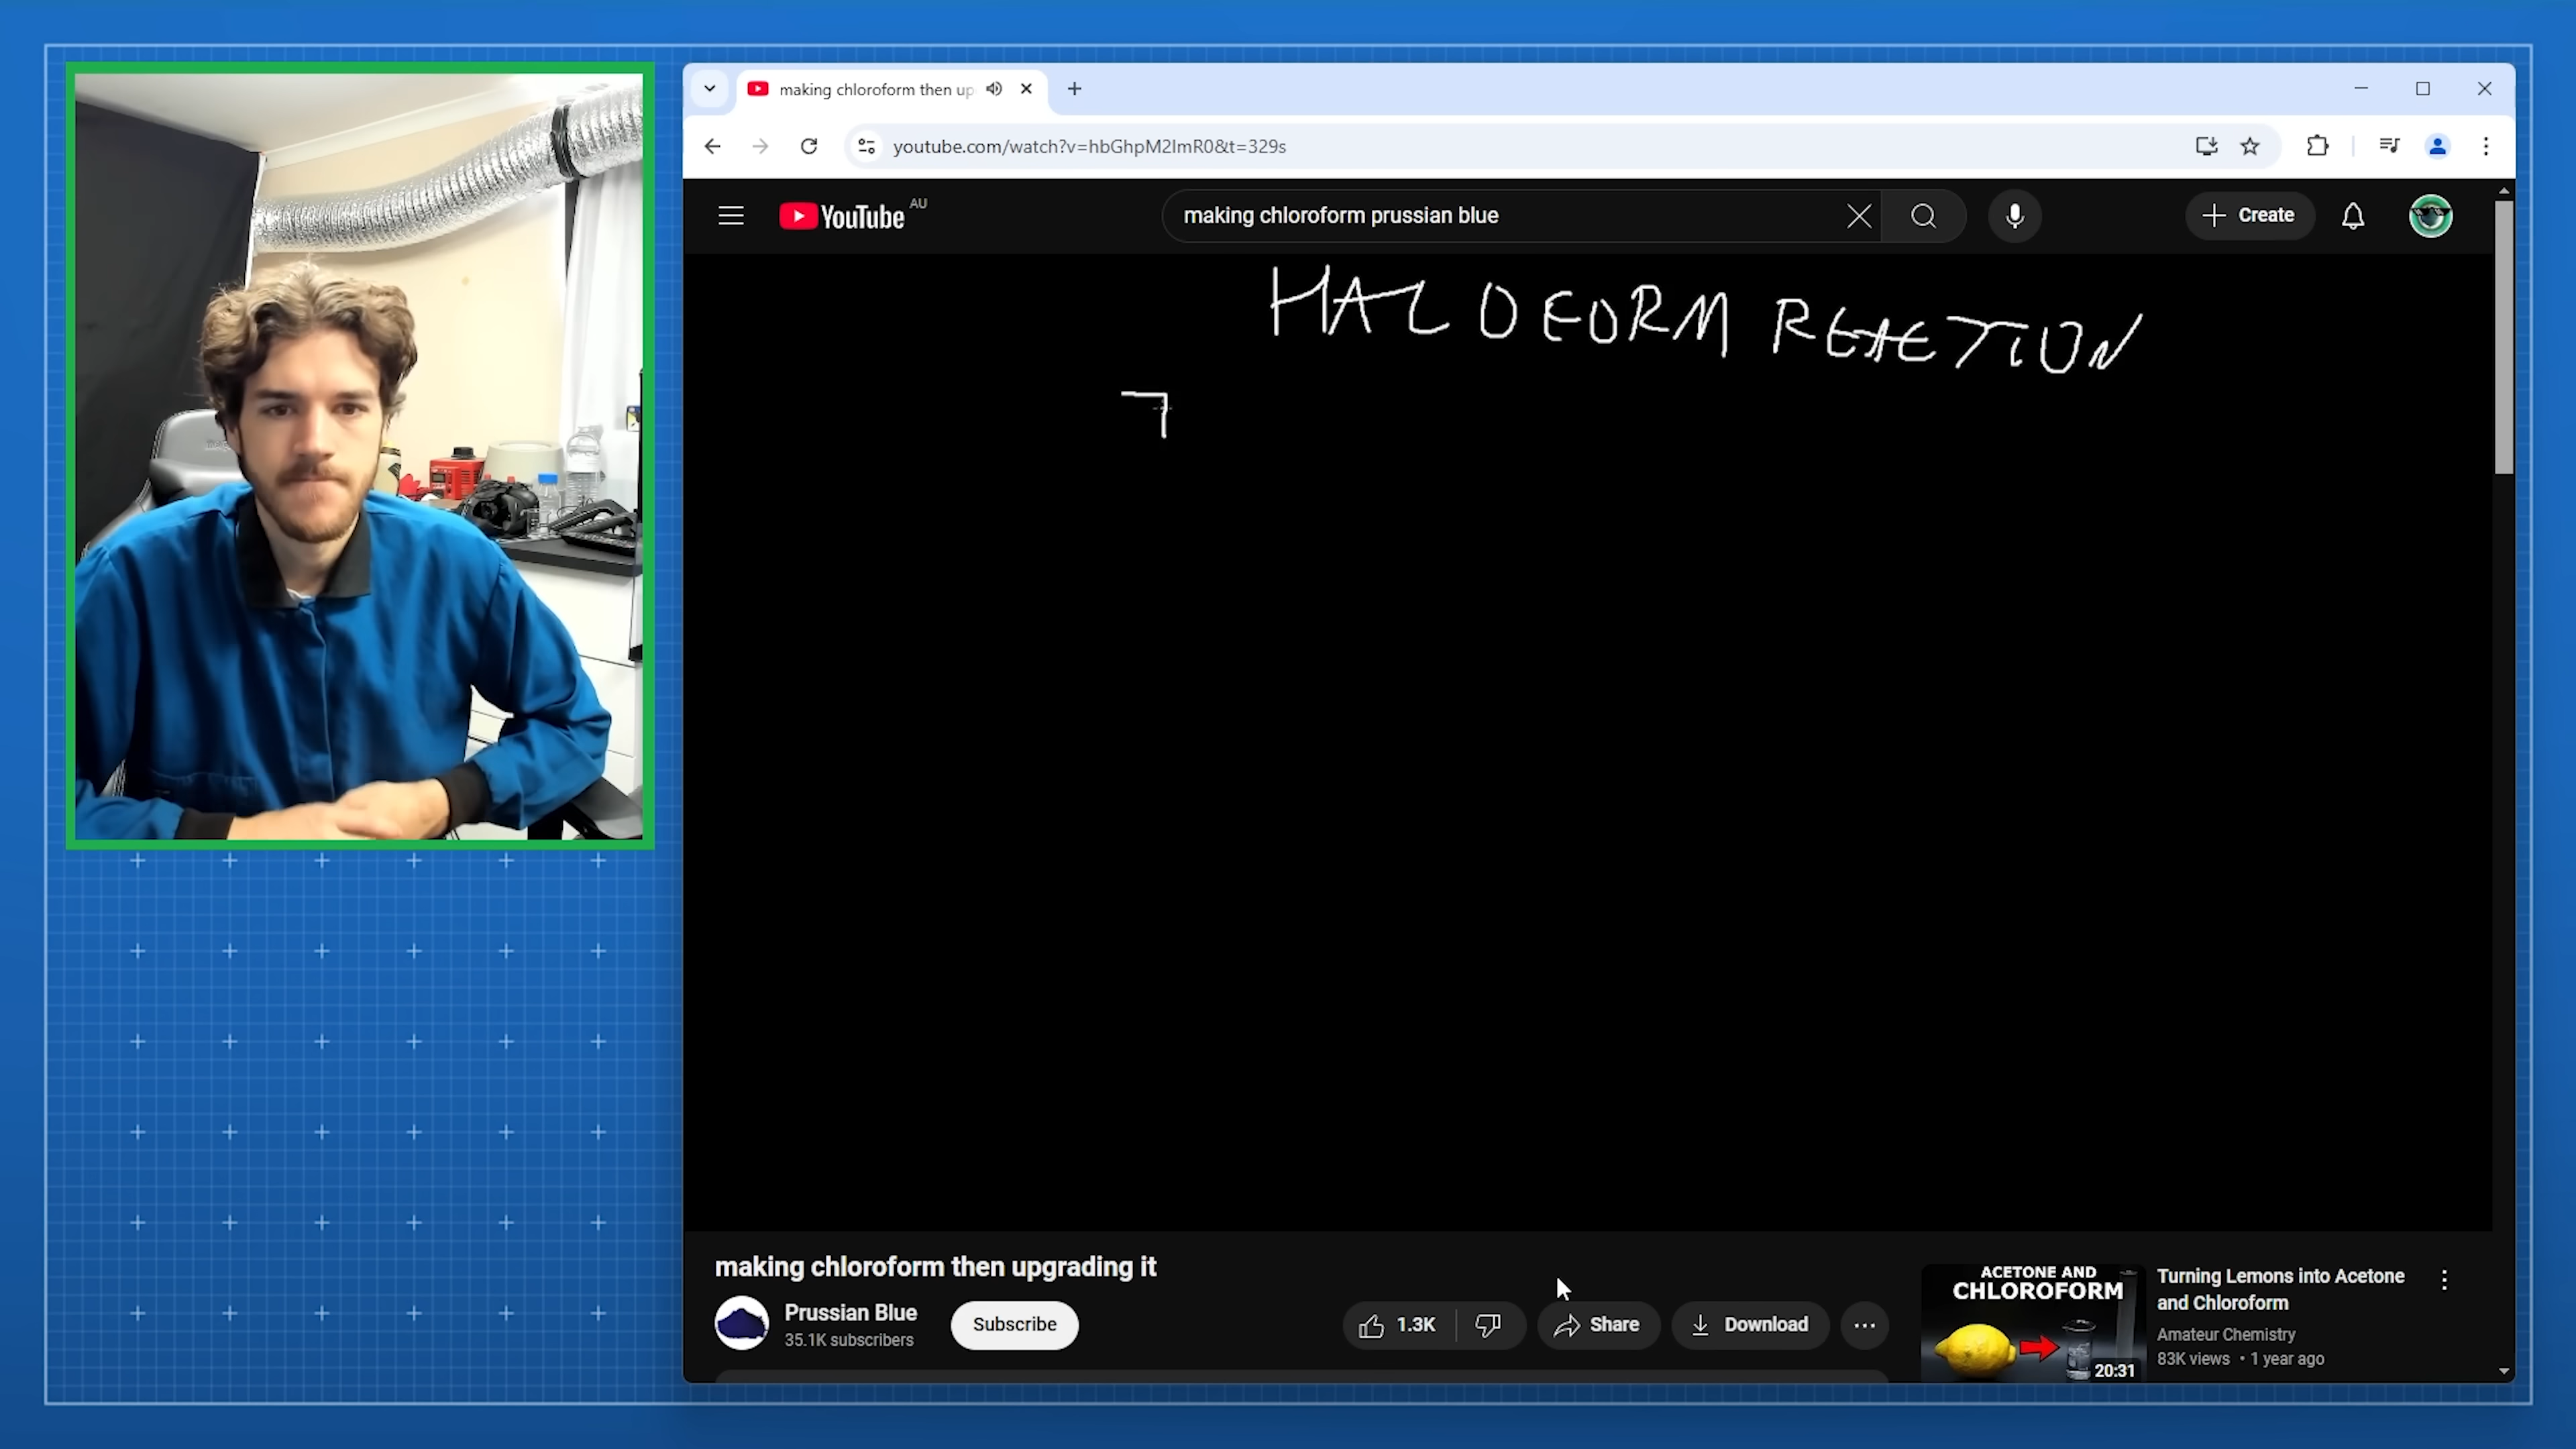 making chloroform then up
youtube.com/watch?v=hbGhpM2ImR0&t=329s
YouTube AU
making chloroform prussian blue
Create
HALOFORM REACTION
making chloroform then upgrading it
Prussian Blue
35.1K subscribers
Subscribe
1.3K
Share
Download
ACETONE AND
CHLOROFORM
20:31
Turning Lemons into Acetone
and Chloroform
Amateur Chemistry
83K views • 1 year ago